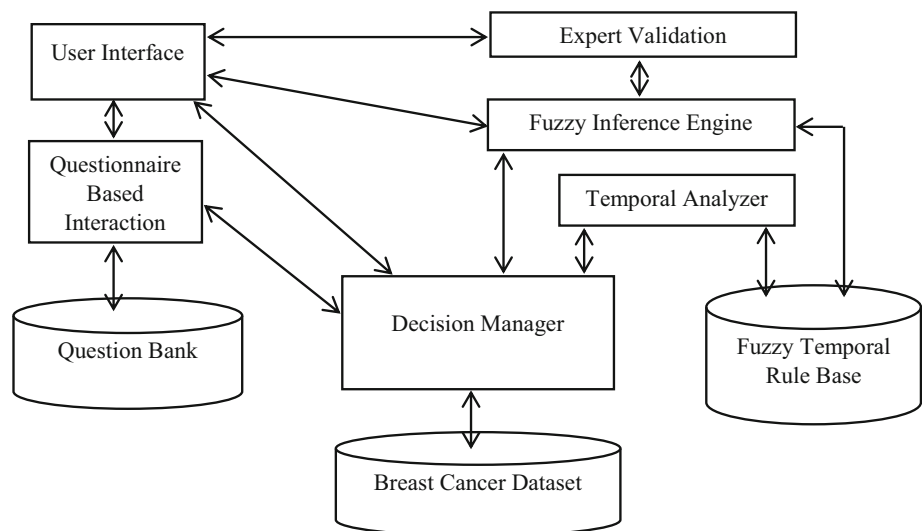 User Interface
Expert Validation
Fuzzy Inference Engine
Questionnaire
Based
Interaction
Temporal Analyzer
Decision Manager
Question Bank
Fuzzy Temporal
Rule Base
Breast Cancer Dataset